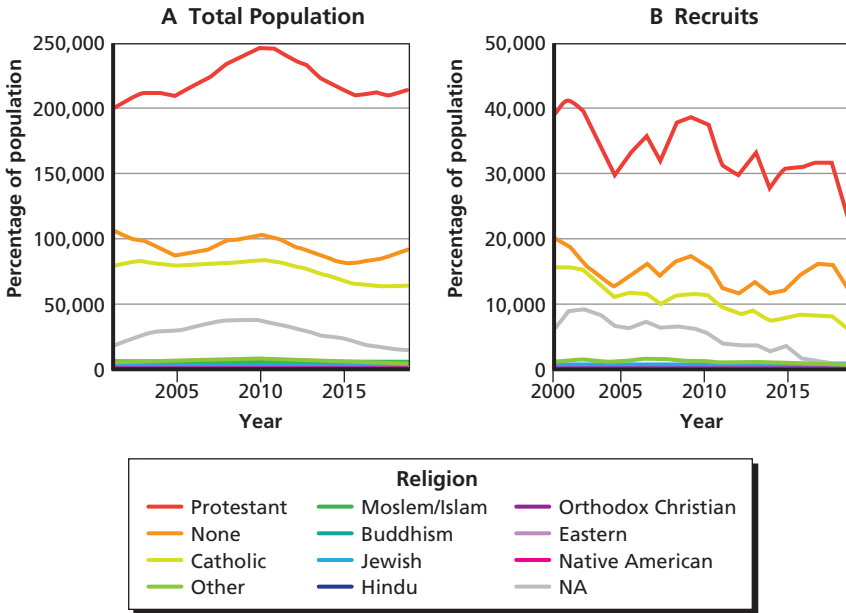 A Total Population
Percentage of population
250,000
200,000
150,000
100,000
50,000
0
2005
2010
2015
Year
B Recruits
Percentage of population
50,000
40,000
30,000
20,000
10,000
0
2000
2005
2010
2015
Year
Religion
Protestant
None
Catholic
Other
Moslem/Islam
Buddhism
Jewish
Hindu
Orthodox Christian
Eastern
Native American
NA